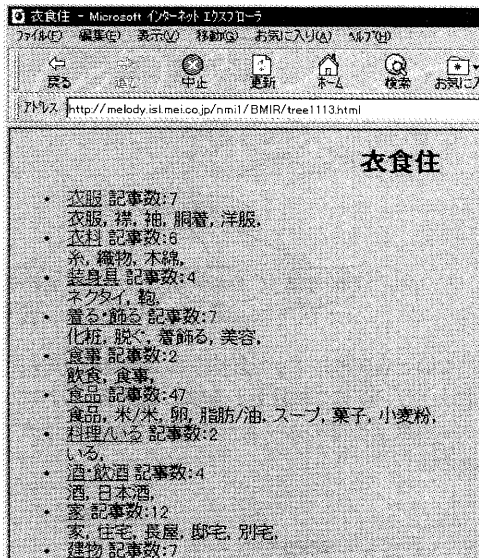 衣食住 - Microsoft インターネット エクスプローラ
ファイル(F) 編集(E) 表示(V) 移動(G) お気に入り(A) ヘルプ(H)
戻る 進む 中止 更新 ホーム 検索 お気に入
アドレス http://melody.isl.mei.co.jp/nmi1/BMIR/tree1113.html
衣食住
• 衣服 記事数:7
衣服, 襟, 袖, 胴着, 洋服,
• 衣料 記事数:6
糸, 織物, 木綿,
• 装身具 記事数:4
ネクタイ, 鞄,
• 着る・飾る 記事数:7
化粧, 脱ぐ, 着飾る, 美容,
• 食事 記事数:2
飲食, 食事,
• 食品 記事数:47
食品, 米/米, 卵, 脂肪/油, スープ, 菓子, 小麦粉,
• 料理/いる 記事数:2
いる,
• 酒・飲酒 記事数:4
酒, 日本酒,
• 家 記事数:12
家, 住宅, 長屋, 邸宅, 別宅,
• 建物 記事数:7